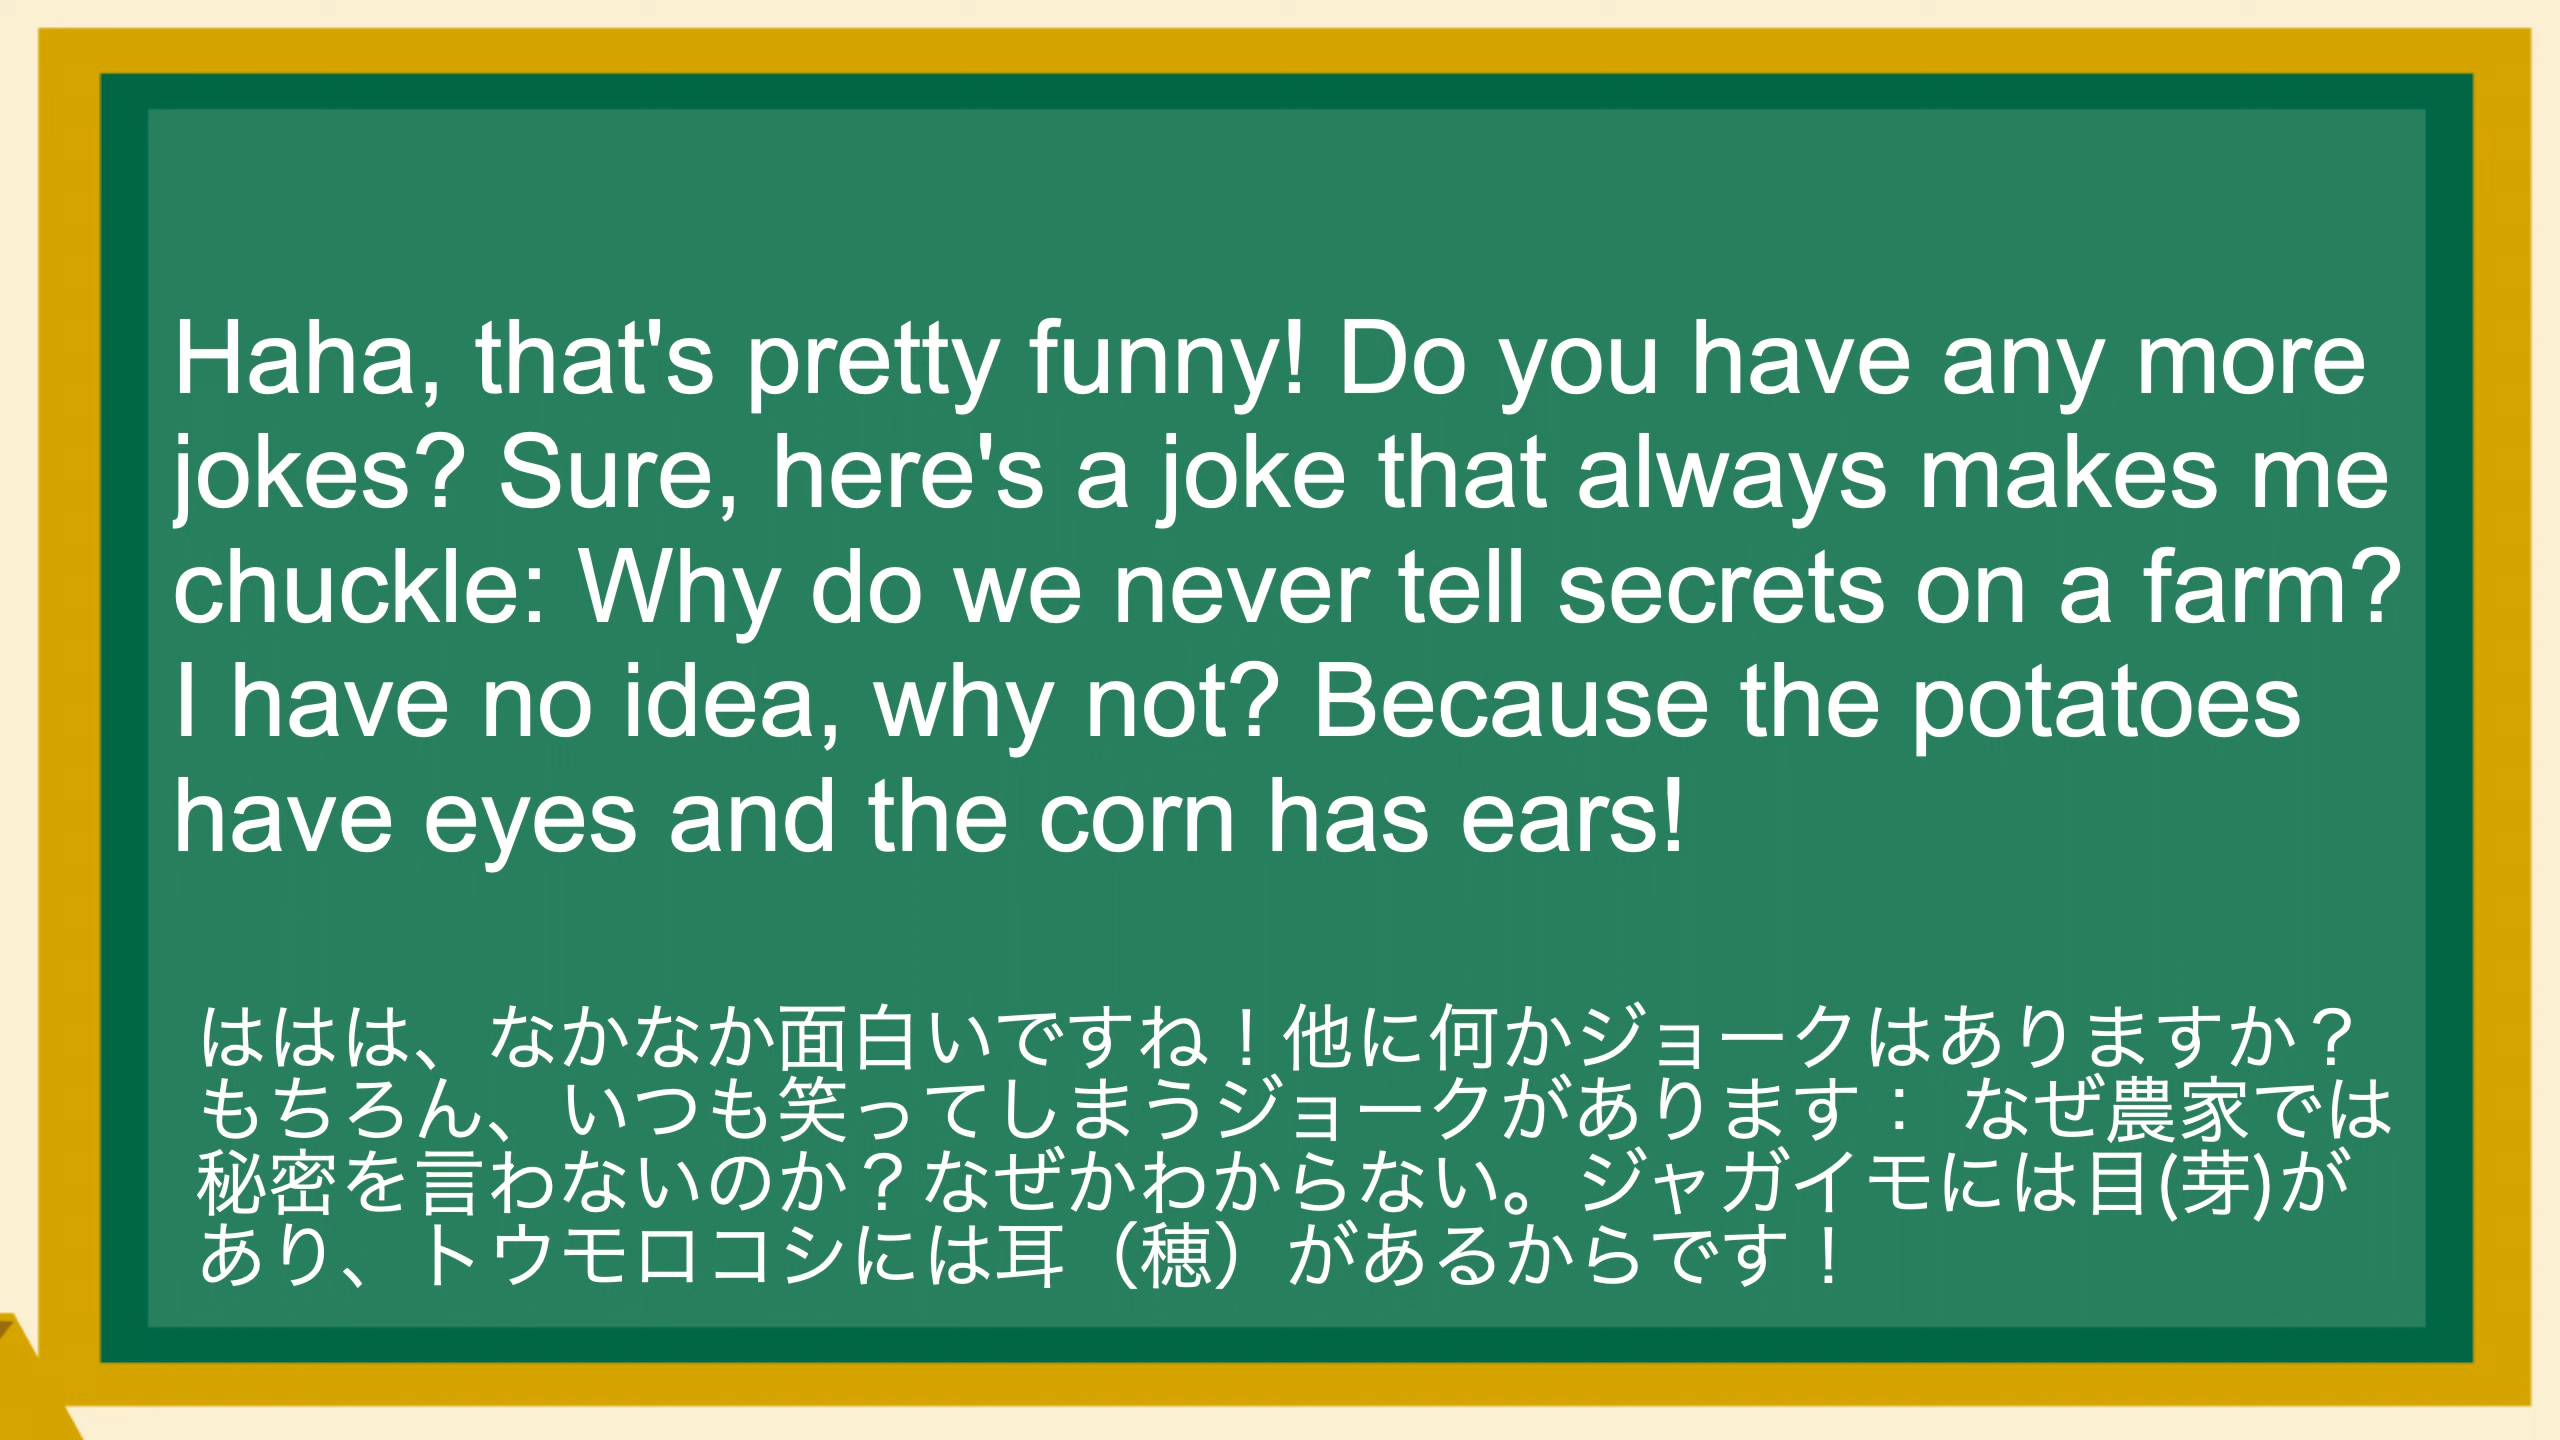 Haha, that's pretty funny! Do you have any more
jokes? Sure, here's a joke that always makes me
chuckle: Why do we never tell secrets on a farm?
I have no idea, why not? Because the potatoes
have eyes and the corn has ears!
ははは、なかなか面白いですね！他に何かジョークはありますか？
もちろん、いつも笑ってしまうジョークがあります： なぜ農家では
秘密を言わないのか？なぜかわからない。ジャガイモには目(芽)が
あり、トウモロコシには耳（穂）があるからです！